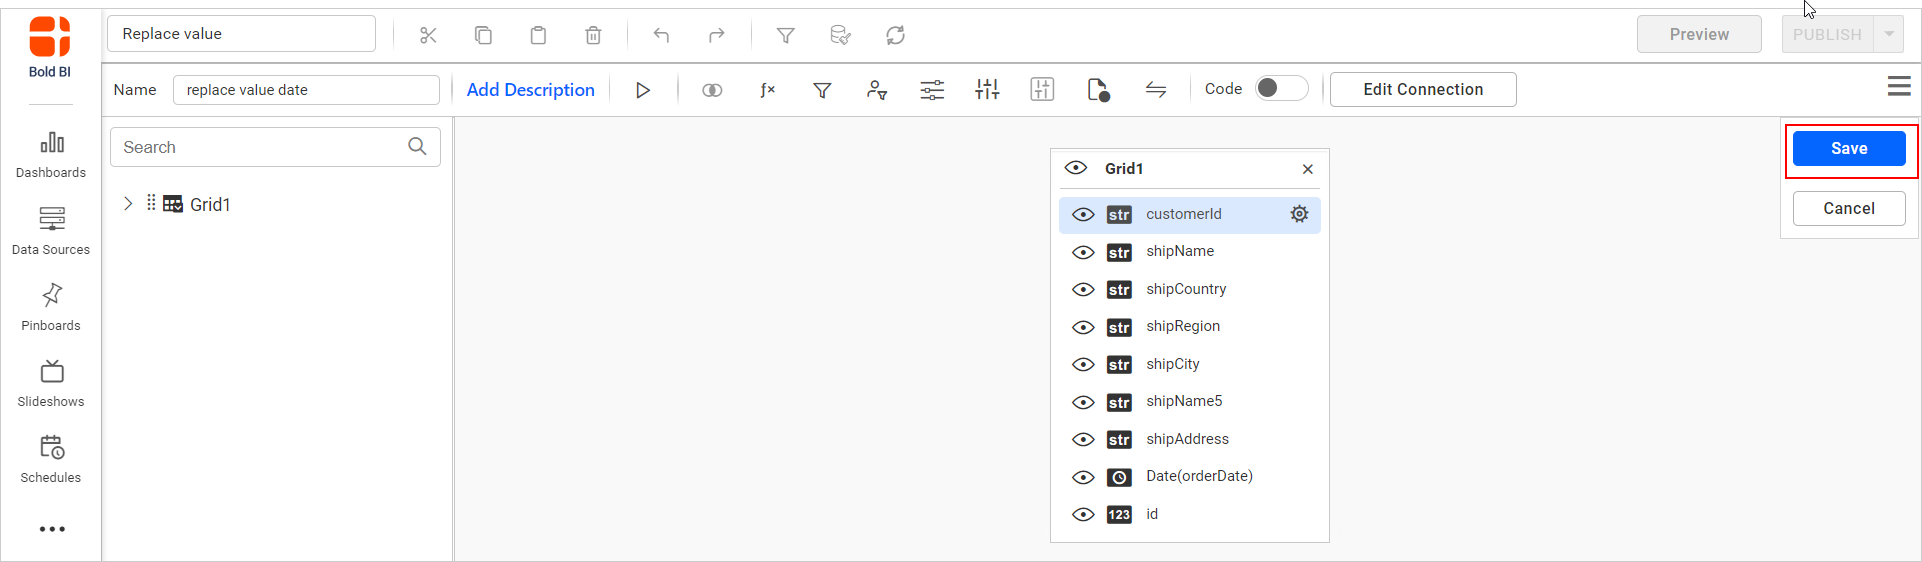 Bold BI
Replace value
Preview
PUBLISH
Name
replace value date
Add Description
ƒx
Code
Edit Connection
Dashboards
Data Sources
Pinboards
Slideshows
Schedules
Search
Grid1
Grid1
str customerId
str shipName
str shipCountry
str shipRegion
str shipCity
str shipName5
str shipAddress
Date(orderDate)
123 id
Save
Cancel